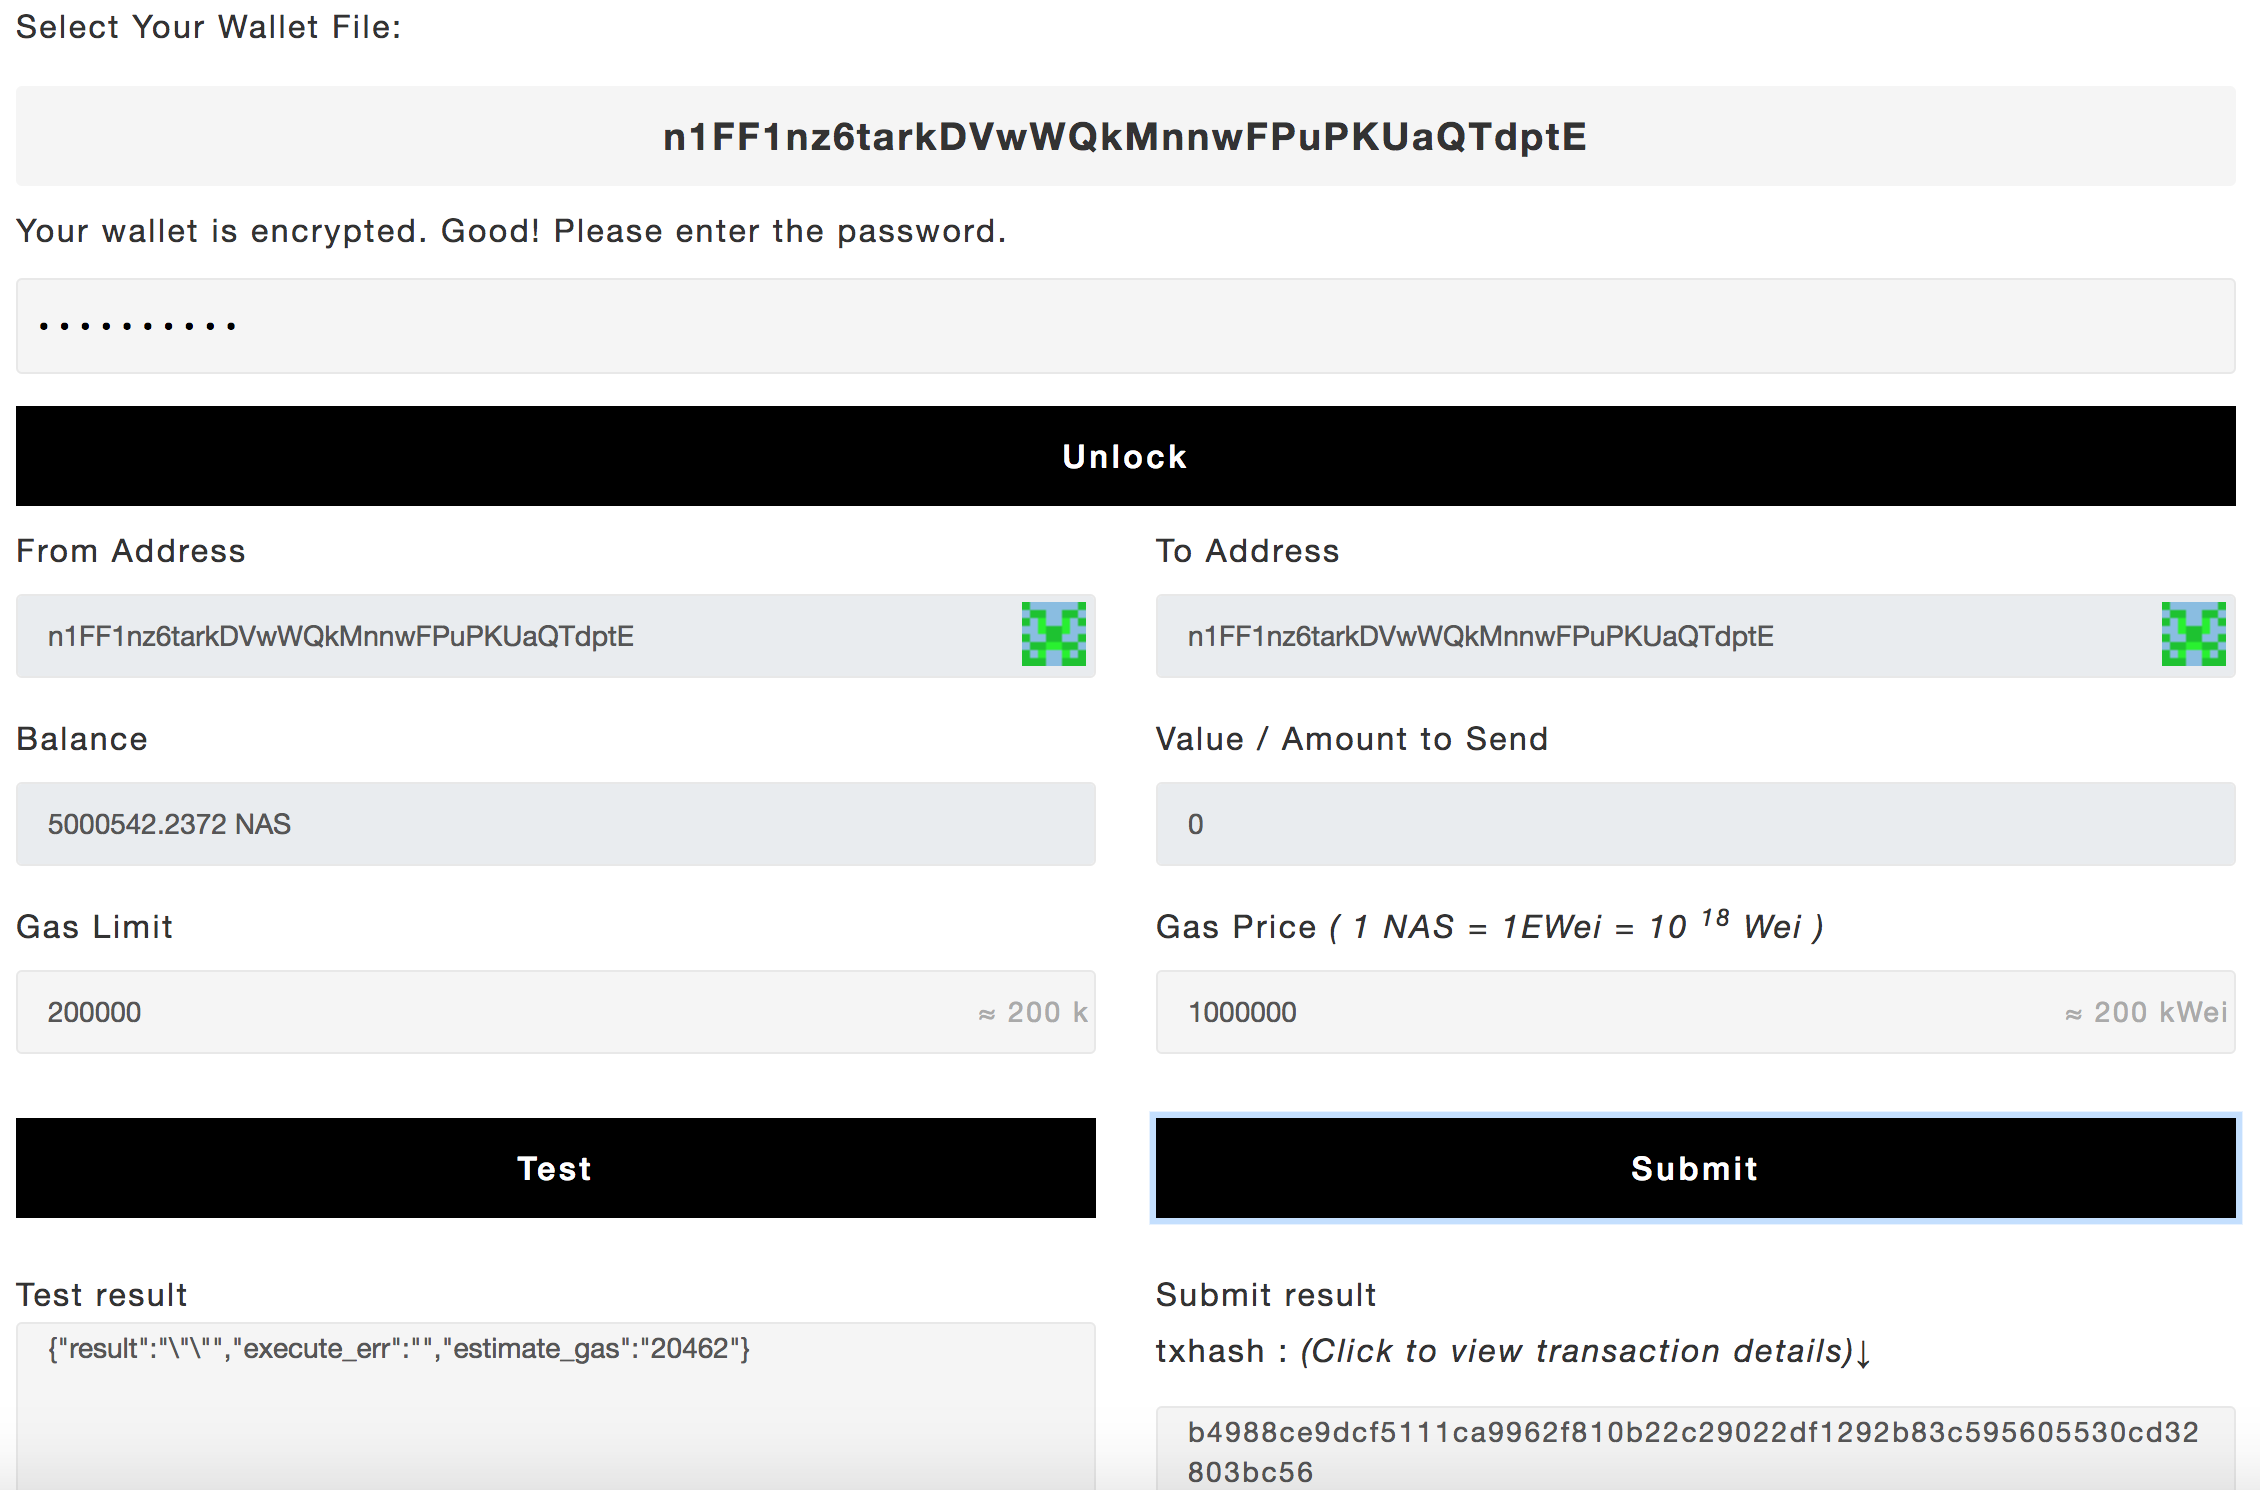 Select Your Wallet File:
n1FF1nz6tarkDVwWQkMnnwFPuPKUaQTdptE
Your wallet is encrypted. Good! Please enter the password.
••••••••••
Unlock
From Address
n1FF1nz6tarkDVwWQkMnnwFPuPKUaQTdptE
To Address
n1FF1nz6tarkDVwWQkMnnwFPuPKUaQTdptE
Balance
5000542.2372 NAS
Value / Amount to Send
0
Gas Limit
200000 ≈ 200 k
Gas Price ( 1 NAS = 1EWei = 10 ¹⁸ Wei )
1000000 ≈ 200 kWei
Test
Submit
Test result
{"result":"\"\"","execute_err":"","estimate_gas":"20462"}
Submit result
txhash : (Click to view transaction details)↓
b4988ce9dcf5111ca9962f810b22c29022df1292b83c595605530cd32
803bc56